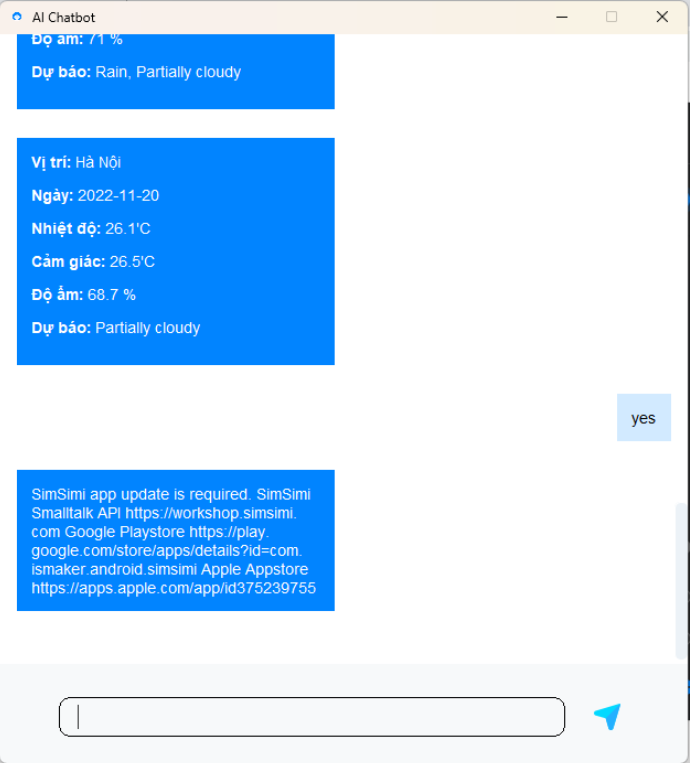 AI Chatbot
Độ ẩm: 71 %
Dự báo: Rain, Partially cloudy
Vị trí: Hà Nội
Ngày: 2022-11-20
Nhiệt độ: 26.1'C
Cảm giác: 26.5'C
Độ ẩm: 68.7 %
Dự báo: Partially cloudy
yes
SimSimi app update is required. SimSimi
Smalltalk API https://workshop.simsimi.
com Google Playstore https://play.
google.com/store/apps/details?id=com.
ismaker.android.simsimi Apple Appstore
https://apps.apple.com/app/id375239755